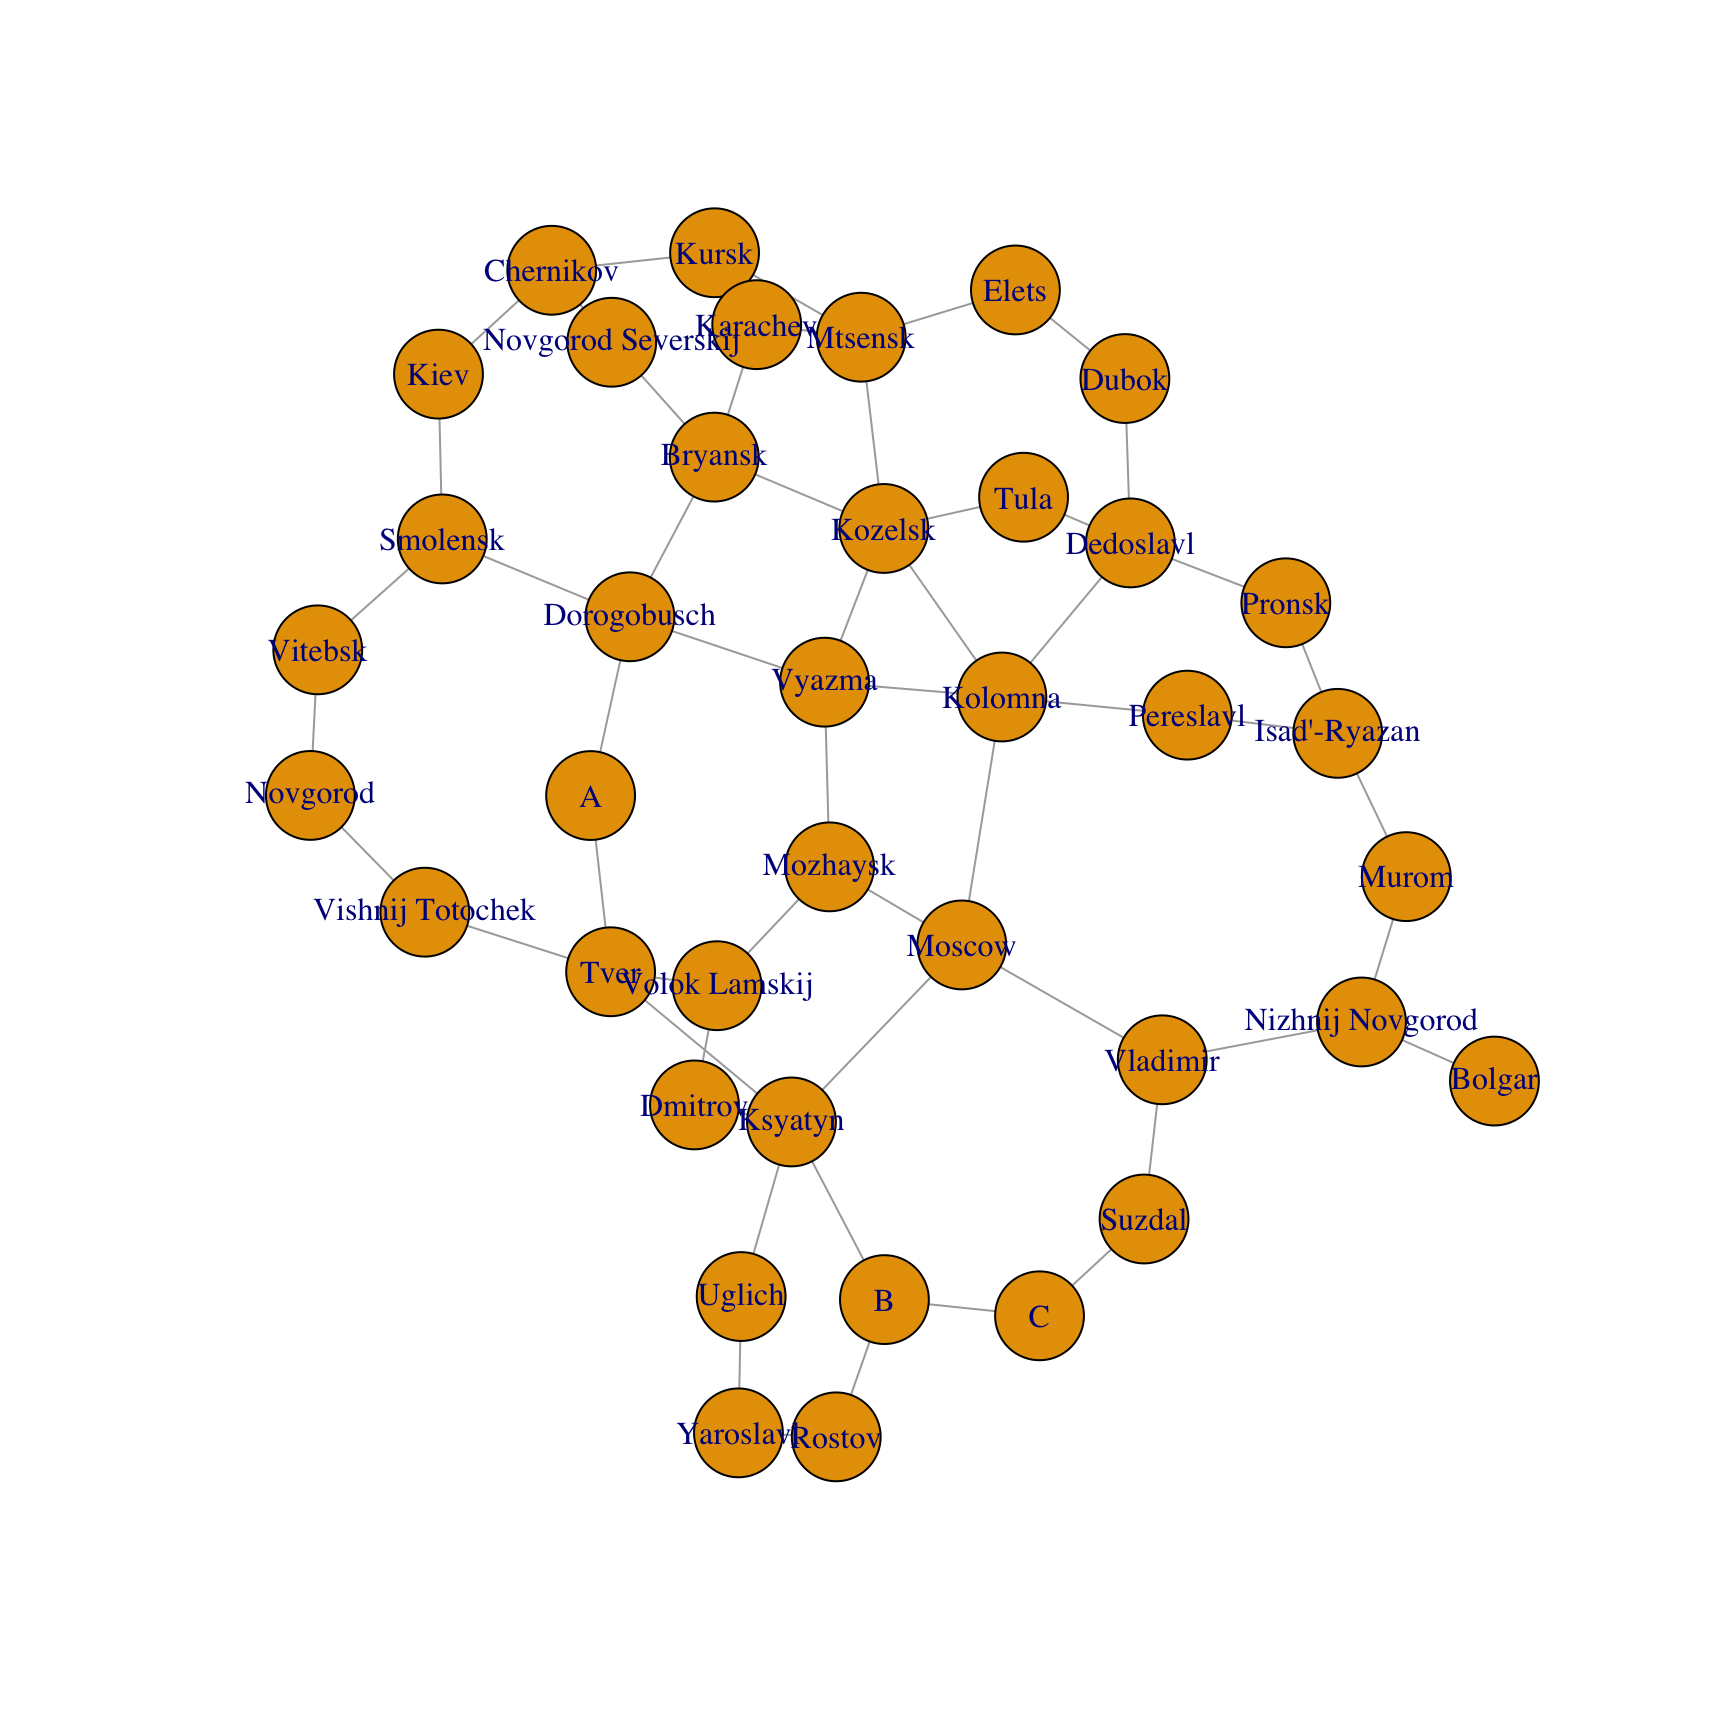 Kursk
Chernikov
Elets
Karachev
Mtsensk
Novgorod Severskij
Kiev
Dubok
Bryansk
Tula
Kozelsk
Smolensk
Dedoslavl
Pronsk
Dorogobusch
Vitebsk
Vyazma
Kolomna
Pereslavl
Isad'-Ryazan
Novgorod
A
Mozhaysk
Murom
Vishnij Totochek
Moscow
Tver
Volok Lamskij
Nizhnij Novgorod
Vladimir
Bolgar
Dmitrov
Ksyatyn
Suzdal
Uglich
B
C
Yaroslavl
Rostov